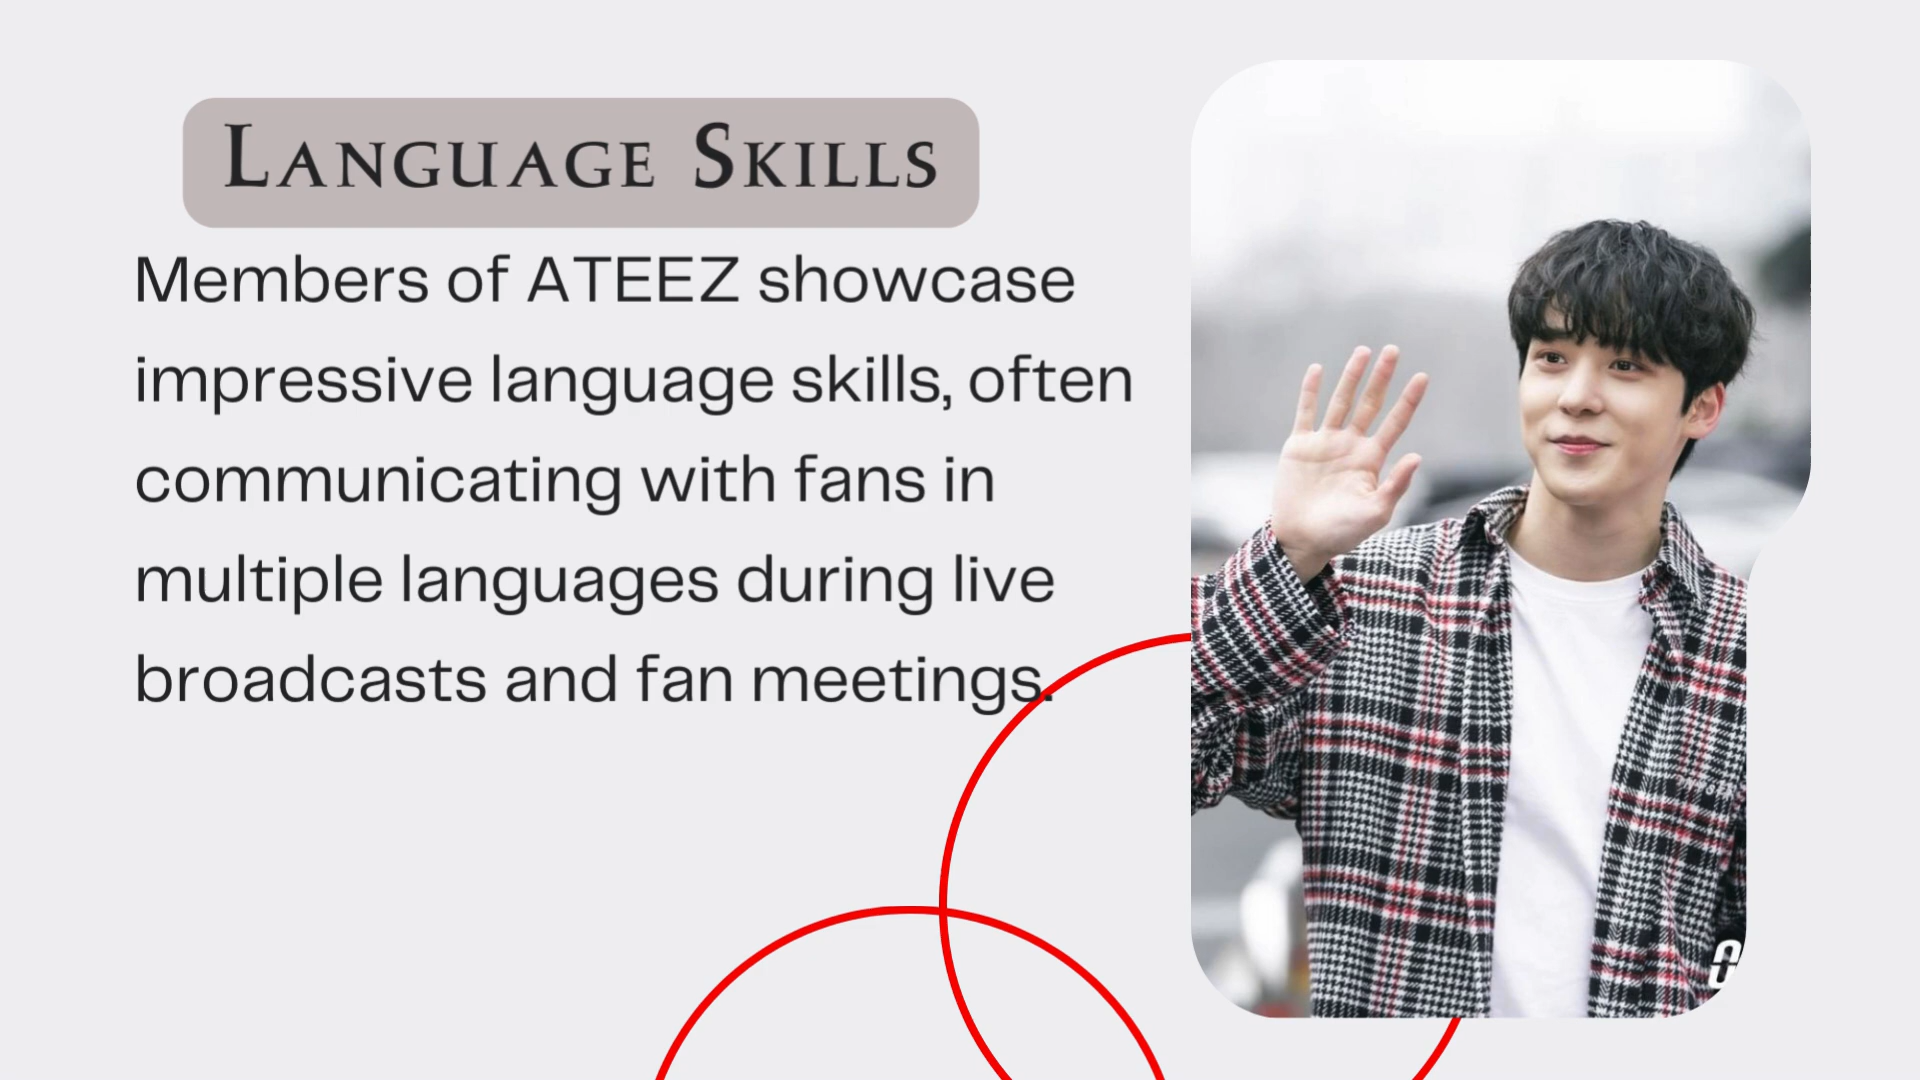 Language Skills
Members of ATEEZ showcase
impressive language skills, often
communicating with fans in
multiple languages during live
broadcasts and fan meetings.